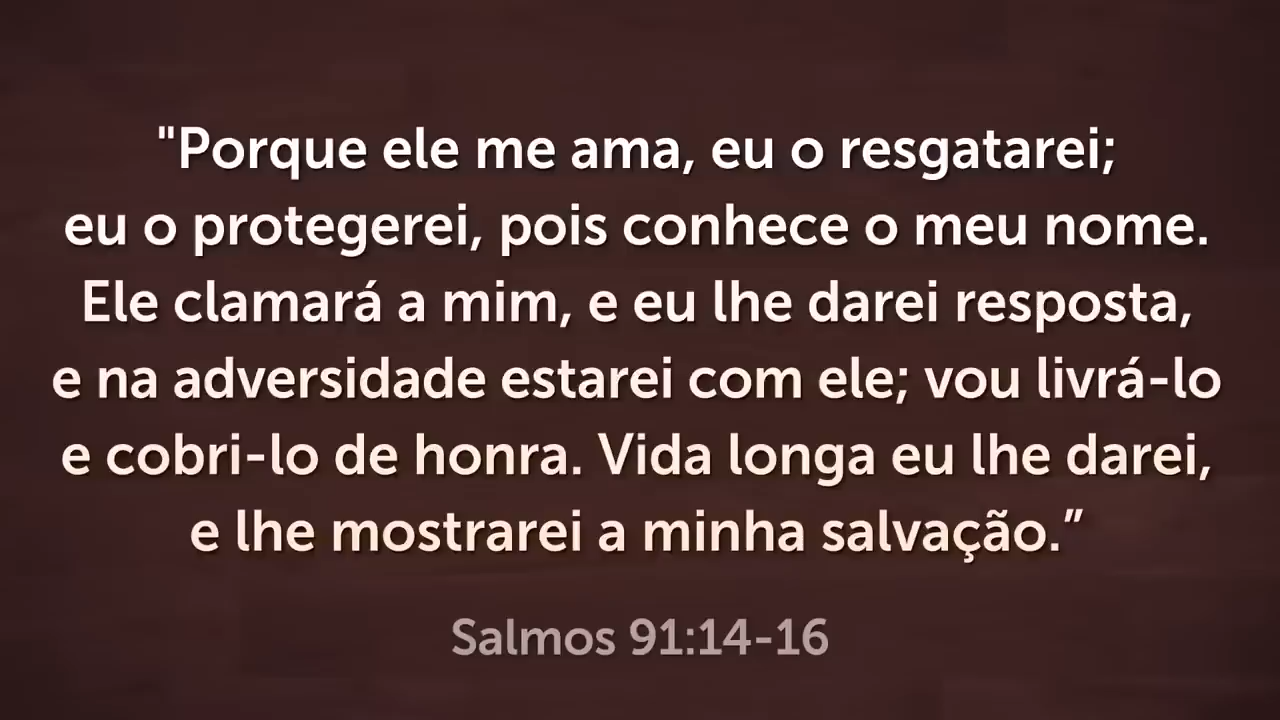 "Porque ele me ama, eu o resgatarei;
eu o protegerei, pois conhece o meu nome.
Ele clamará a mim, e eu lhe darei resposta,
e na adversidade estarei com ele; vou livrá-lo
e cobri-lo de honra. Vida longa eu lhe darei,
e lhe mostrarei a minha salvação.”
Salmos 91:14-16